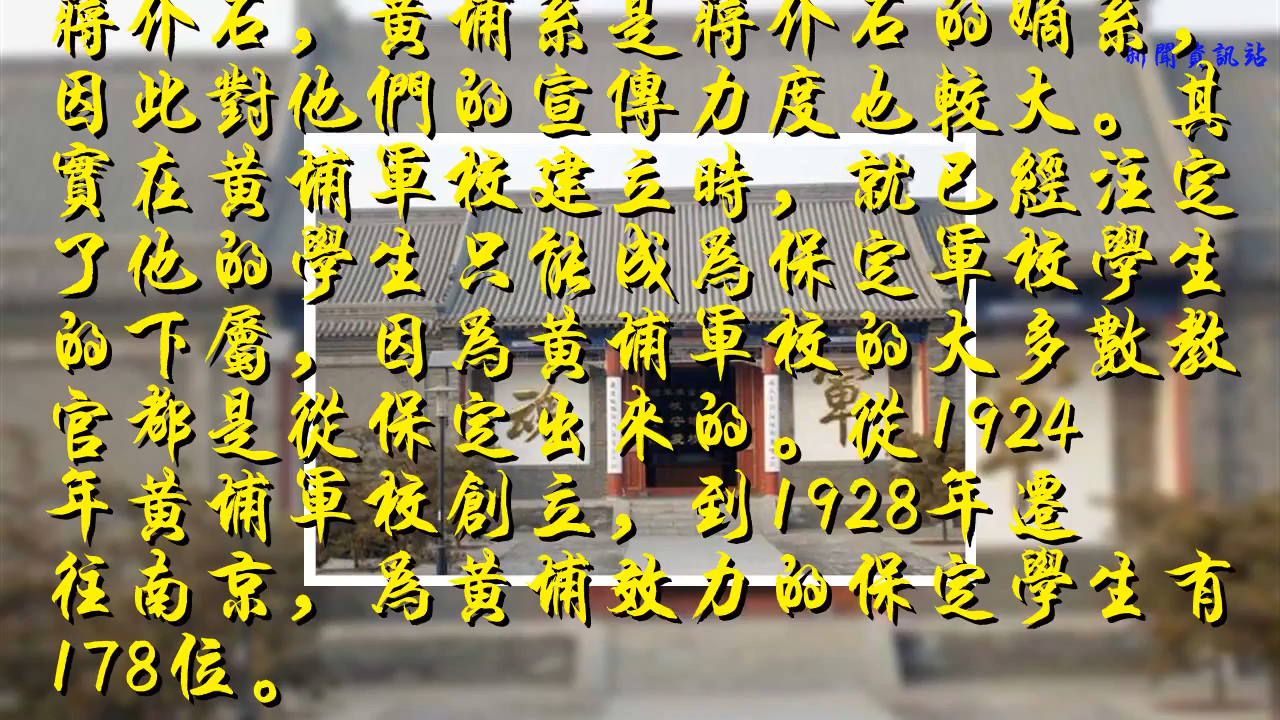 蔣介石，黃埔系是蔣介石的嫡系，
新聞資訊站
因此對他們的宣傳力度也較大。其
實在黃埔軍校建立時，就已經注定
了他的學生只能成為保定軍校學生
的下屬，因為黃埔軍校的大多數教
官都是從保定出來的。從1924
年黃埔軍校創立，到1928年遷
往南京，為黃埔效力的保定學生有
178位。
魂
軍